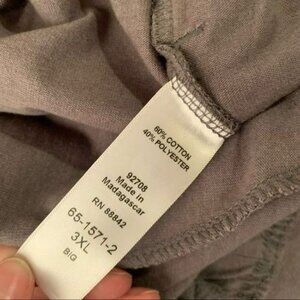 60% COTTON
40% POLYESTER
92708
Made in
Madagascar
RN 88842
65-1571-2
3XL
BIG